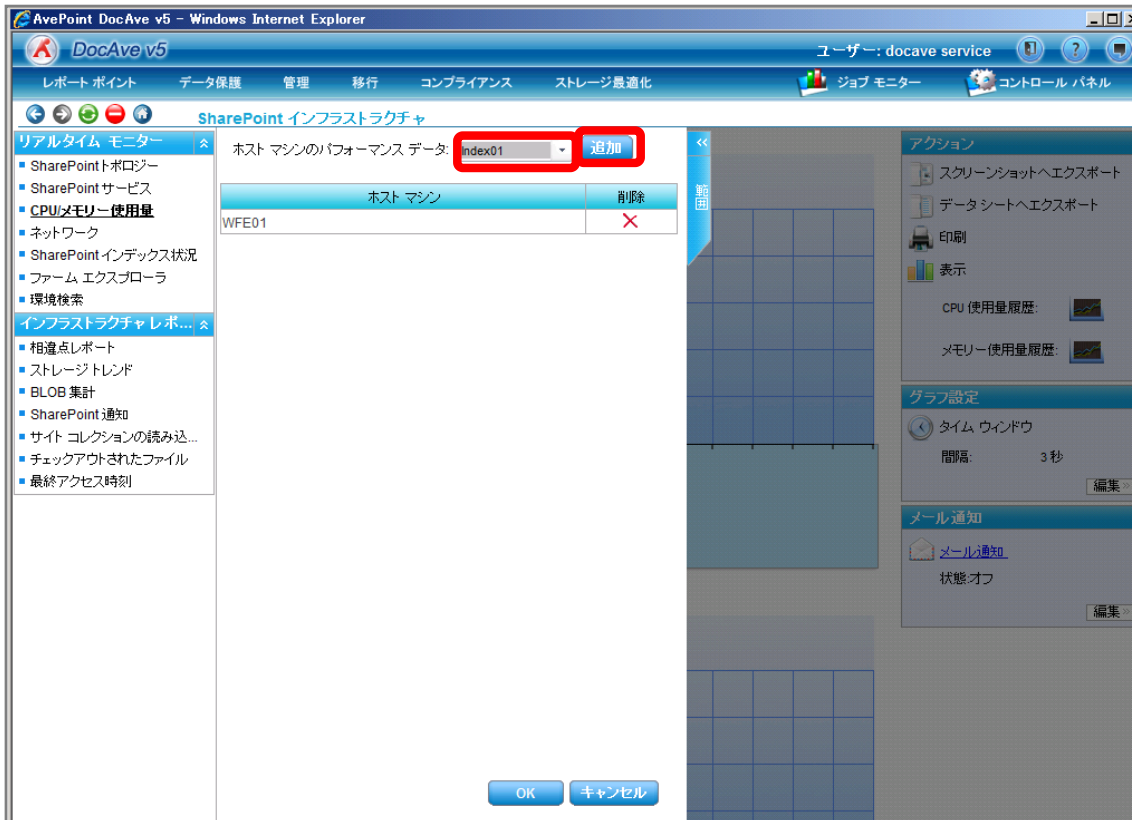 AvePoint DocAve v5 - Windows Internet Explorer
DocAve v5
ユーザー: docave service
レポート ポイント
データ保護
管理
移行
コンプライアンス
ストレージ最適化
ジョブ モニター
コントロール パネル
SharePoint インフラストラクチャ
リアルタイム モニター
SharePointトポロジー
SharePoint サービス
CPU/メモリー使用量
ネットワーク
SharePoint インデックス状況
ファーム エクスプローラ
環境検索
インフラストラクチャ レポ...
相違点レポート
ストレージ トレンド
BLOB 集計
SharePoint 通知
サイト コレクションの読み込...
チェックアウトされたファイル
最終アクセス時刻
ホスト マシンのパフォーマンス データ: Index01 追加
ホスト マシン 削除
WFE01
範囲
OK キャンセル
アクション
スクリーンショットへエクスポート
データ シートへエクスポート
印刷
表示
CPU 使用量履歴:
メモリー使用量履歴:
グラフ設定
タイム ウィンドウ
間隔: 3 秒
編集
メール通知
メール通知
状態:オフ
編集